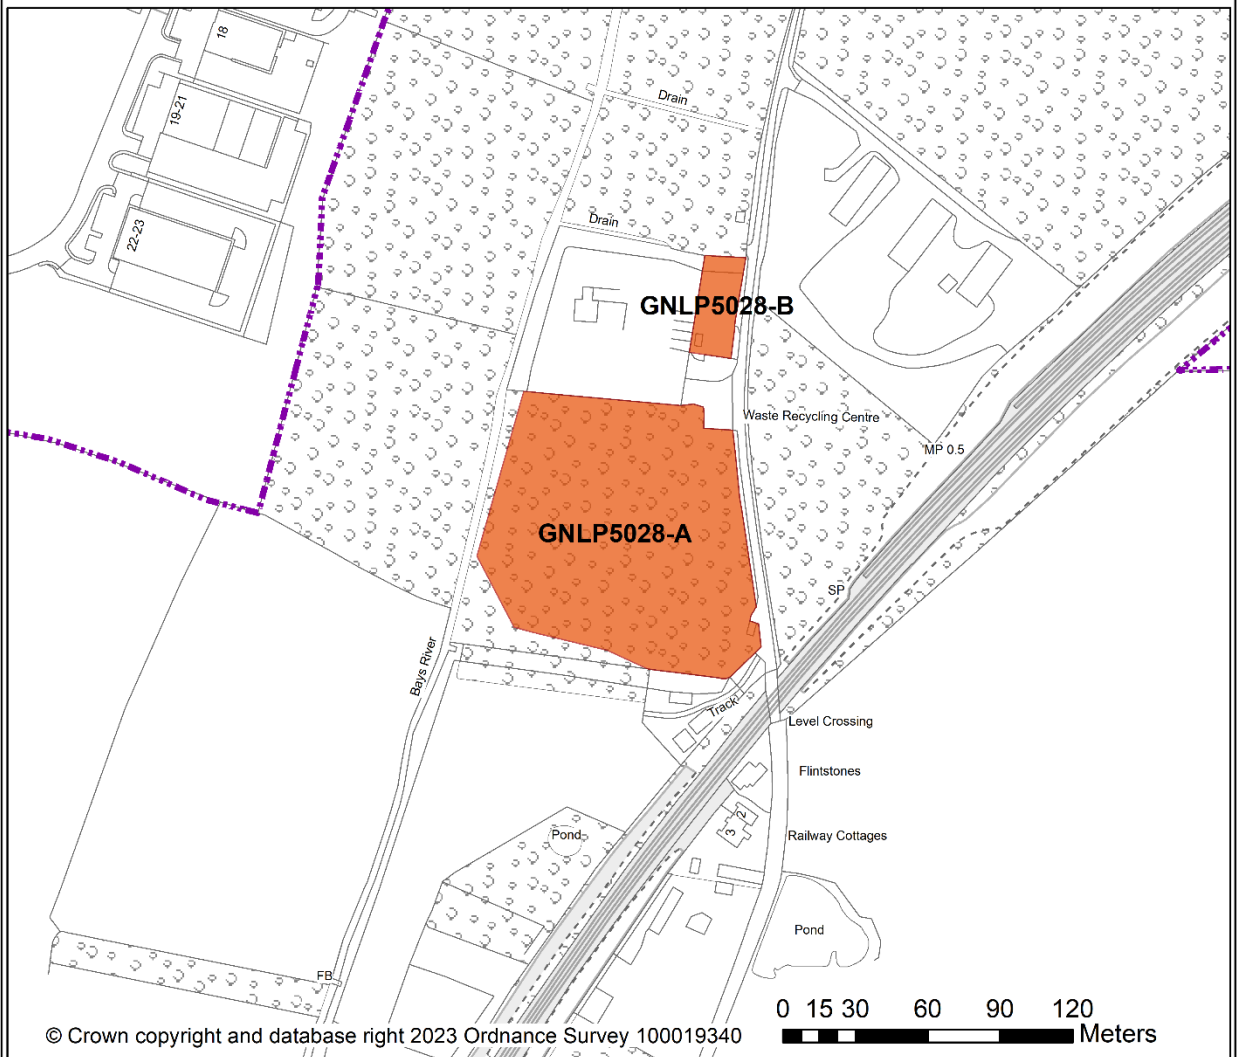 18
19-21
22-23
Drain
Drain
GNLP5028-B
Waste Recycling Centre
MP 0.5
GNLP5028-A
SP
Bays River
Track
Level Crossing
Flintstones
2
3
Railway Cottages
Pond
Pond
FB
0 15 30 60 90 120
Meters
© Crown copyright and database right 2023 Ordnance Survey 100019340